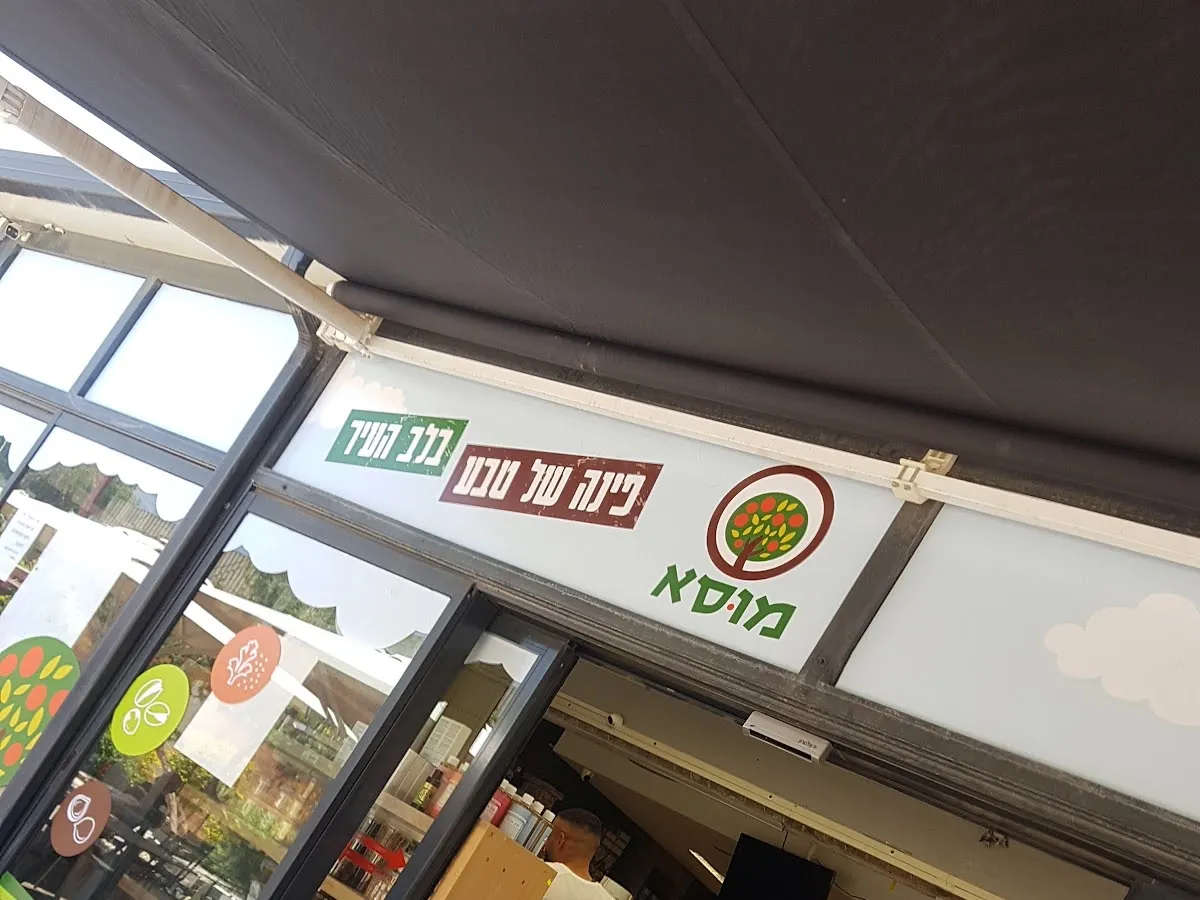 מוסא
פינה של טבע
בלב העיר